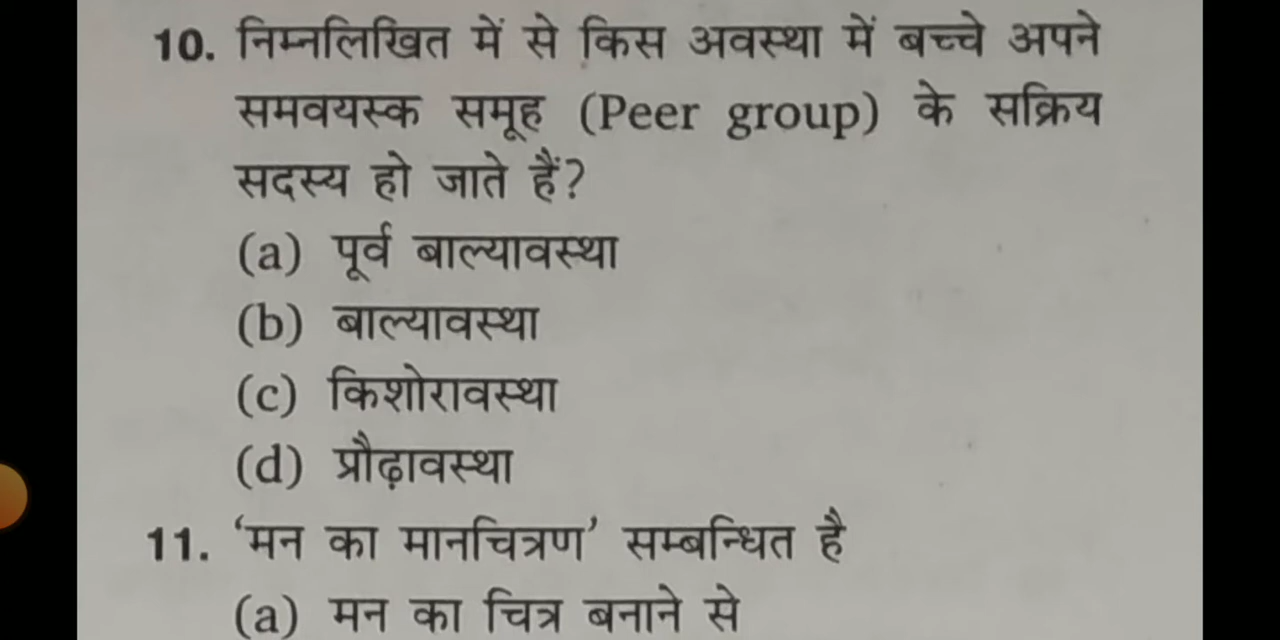 10. निम्नलिखित में से किस अवस्था में बच्चे अपने
समवयस्क समूह (Peer group) के सक्रिय
सदस्य हो जाते हैं?
(a) पूर्व बाल्यावस्था
(b) बाल्यावस्था
(c) किशोरावस्था
(d) प्रौढ़ावस्था
11. ‘मन का मानचित्रण’ सम्बन्धित है
(a) मन का चित्र बनाने से